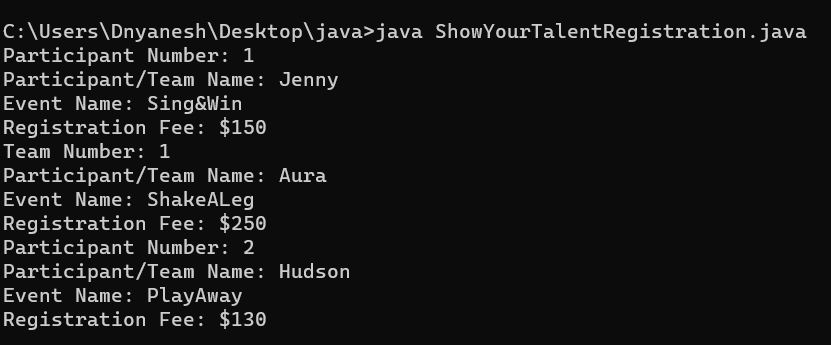 C:\Users\Dnyanesh\Desktop\java>java ShowYourTalentRegistration.java
Participant Number: 1
Participant/Team Name: Jenny
Event Name: Sing&Win
Registration Fee: $150
Team Number: 1
Participant/Team Name: Aura
Event Name: ShakeALeg
Registration Fee: $250
Participant Number: 2
Participant/Team Name: Hudson
Event Name: PlayAway
Registration Fee: $130